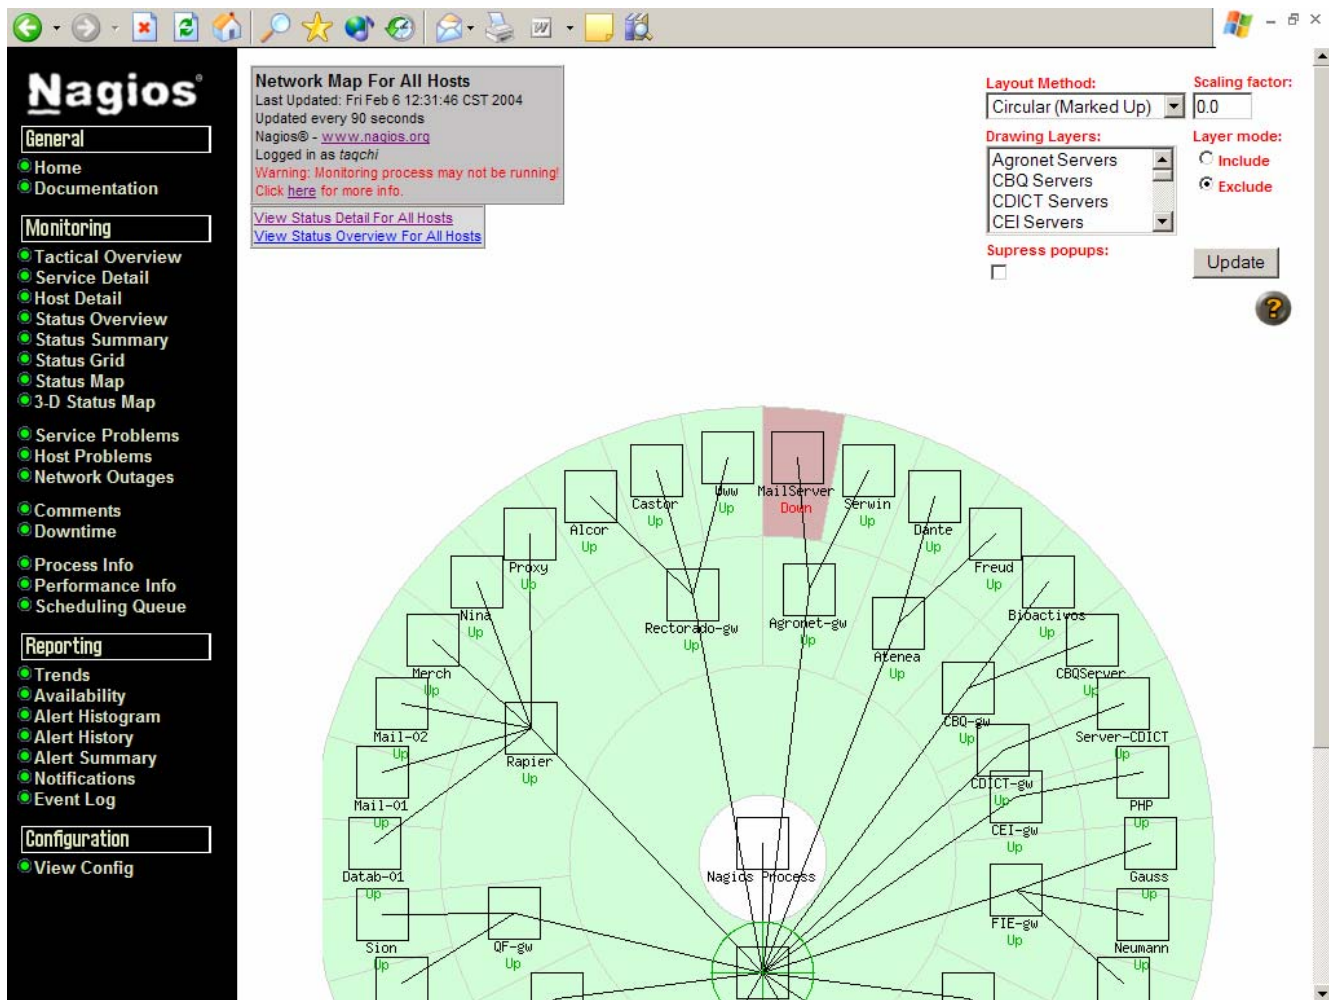 Nagios®
General
Home
Documentation
Monitoring
Tactical Overview
Service Detail
Host Detail
Status Overview
Status Summary
Status Grid
Status Map
3-D Status Map
Service Problems
Host Problems
Network Outages
Comments
Downtime
Process Info
Performance Info
Scheduling Queue
Reporting
Trends
Availability
Alert Histogram
Alert History
Alert Summary
Notifications
Event Log
Configuration
View Config
Network Map For All Hosts
Last Updated: Fri Feb 6 12:31:46 CST 2004
Updated every 90 seconds
Nagios® - www.nagios.org
Logged in as taqchi
Warning: Monitoring process may not be running!
Click here for more info.
View Status Detail For All Hosts
View Status Overview For All Hosts
Layout Method:
Circular (Marked Up)
Scaling factor:
0.0
Drawing Layers:
Agronet Servers
CBQ Servers
CDICT Servers
CEI Servers
Layer mode:
Include
Exclude
Supress popups:
Update
?
Www
Up
MailServer
Down
Castor
Up
Serwin
Up
Alcor
Up
Dante
Up
Proxy
Up
Freud
Up
Nina
Up
Bioactivos
Up
Rectorado-gw
Up
Agronet-gw
Up
Atenea
Up
Merch
Up
CBQServer
Up
CBQ-gw
Up
Mail-02
Up
Server-CDICT
Up
Rapier
Up
CDICT-gw
Up
Mail-01
Up
PHP
Up
CEI-gw
Up
Datab-01
Up
Nagios Process
Gauss
Up
FIE-gw
Up
Sion
Up
QF-gw
Up
Neumann
Up